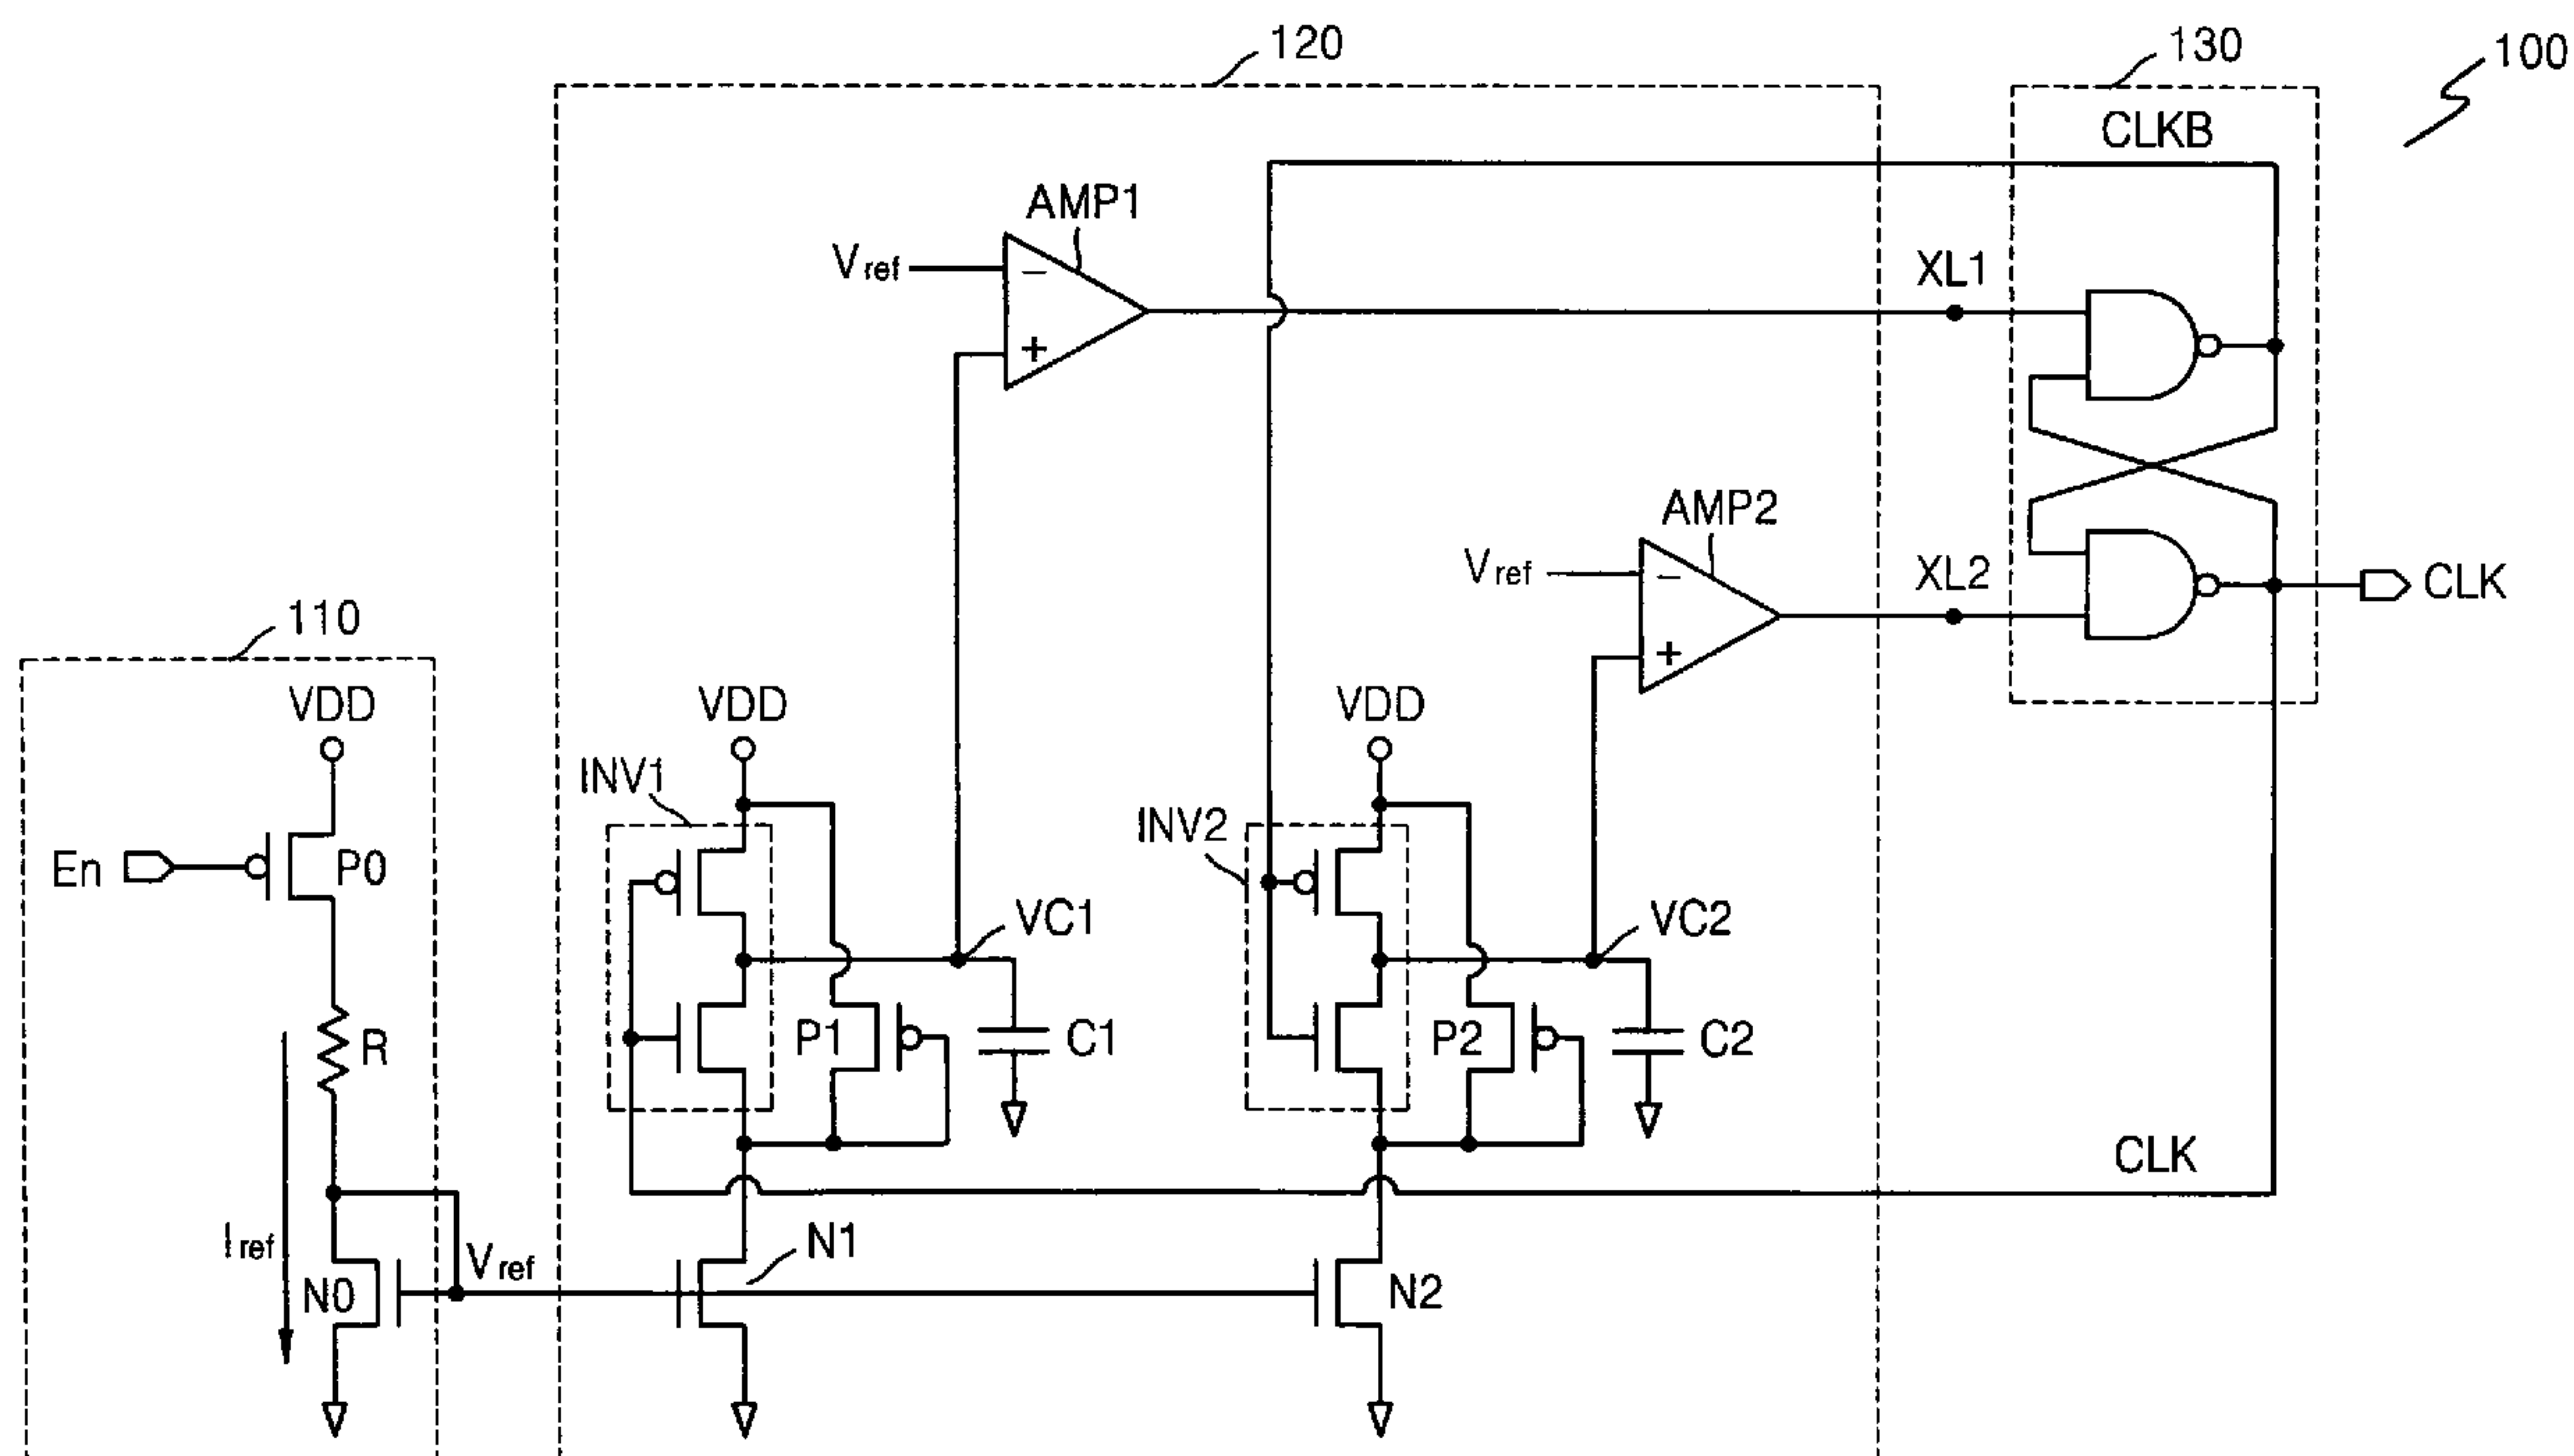 120
130
100
CLKB
AMP1
Vref
−
+
XL1
AMP2
Vref
−
+
XL2
CLK
110
VDD
VDD
VDD
INV1
INV2
En
P0
VC1
VC2
R
P1
C1
P2
C2
CLK
Iref
N0
Vref
N1
N2